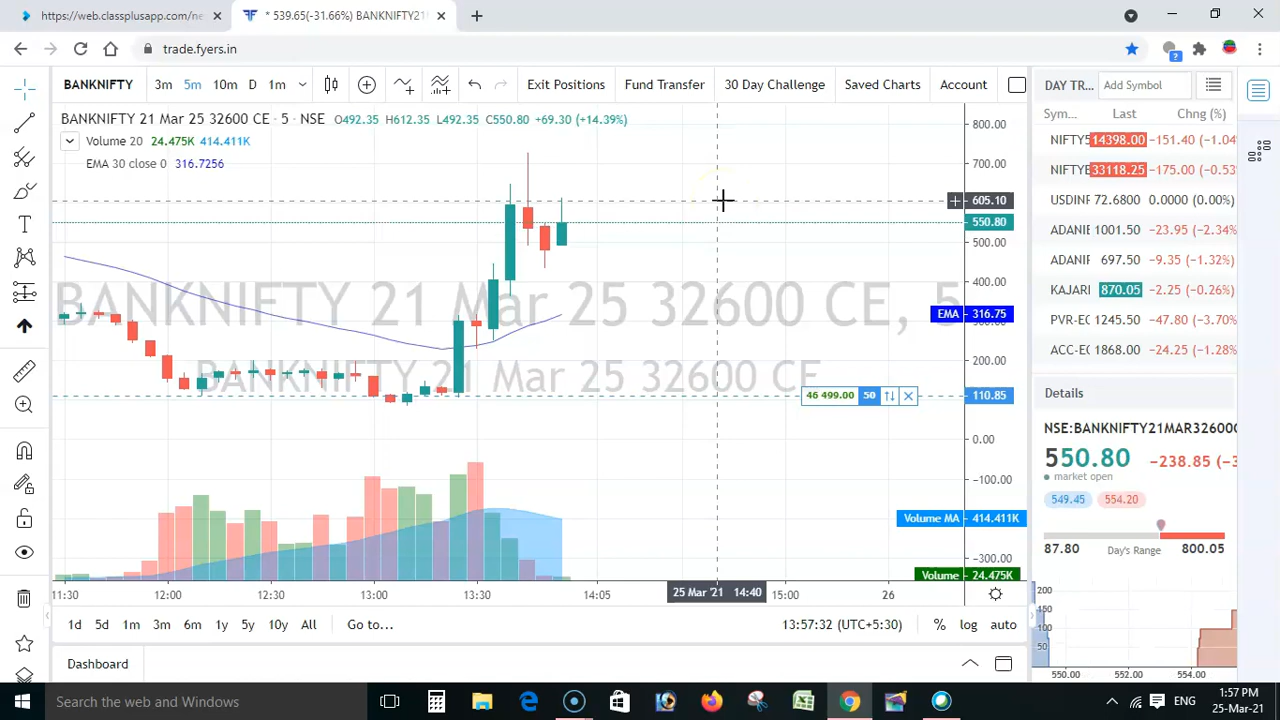 https://web.classplusapp.com/ne
* 539.65(-31.66%) BANKNIFTY21
trade.fyers.in
BANKNIFTY
3m 5m 10m D 1m
Exit Positions
Fund Transfer
30 Day Challenge
Saved Charts
Account
DAY TR...
Add Symbol
BANKNIFTY 21 Mar 25 32600 CE · 5 · NSE O492.35 H612.35 L492.35 C550.80 +69.30 (+14.39%)
Volume 20 24.475K 414.411K
EMA 30 close 0 316.7256
Sym... Last Chng (%)
NIFTY5 14398.00 -151.40 (-1.04
NIFTYE 33118.25 -175.00 (-0.53
USDINF 72.6800 0.0000 (0.00%)
ADANIE 1001.50 -23.95 (-2.34%)
ADANIF 697.50 -9.35 (-1.32%)
KAJARI 870.05 -2.25 (-0.26%)
PVR-EC 1245.50 -47.80 (-3.70%)
ACC-EC 1868.00 -24.25 (-1.28%)
800.00
700.00
605.10
550.80
500.00
400.00
EMA 316.75
300.00
200.00
110.85
0.00
-100.00
Volume MA 414.411K
-300.00
Volume 24.475K
BANKNIFTY 21 Mar 25 32600 CE, 5
BANKNIFTY 21 Mar 25 32600 CE
46 499.00 50
Details
NSE:BANKNIFTY21MAR32600
550.80 -238.85 (-3
market open
549.45 554.20
87.80 Day's Range 800.05
200
150
100
50
550.00 552.00 554.00
11:30 12:00 12:30 13:00 13:30 14:05 25 Mar '21 14:40 15:00 26
1d 5d 1m 3m 6m 1y 5y 10y All Go to...
13:57:32 (UTC+5:30) % log auto
Dashboard
Search the web and Windows
ENG
1:57 PM
25-Mar-21